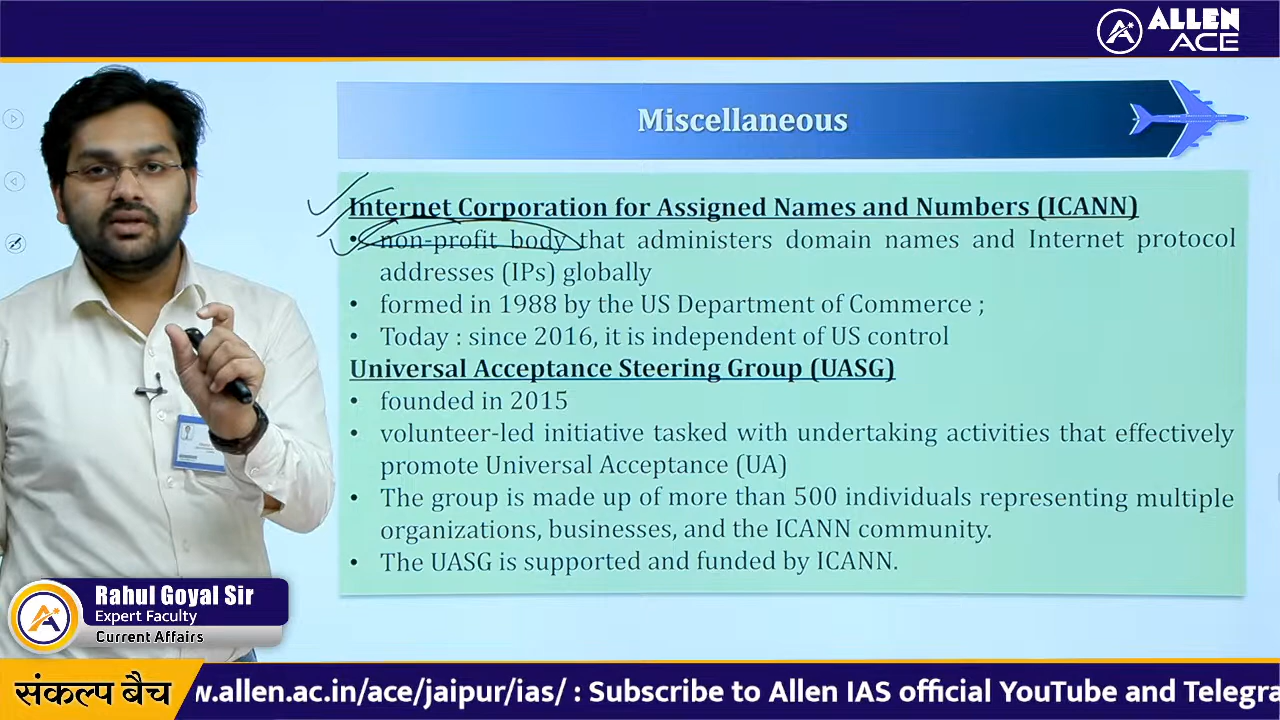 ALLEN
ACE
Miscellaneous
Internet Corporation for Assigned Names and Numbers (ICANN)
• non-profit body that administers domain names and Internet protocol
addresses (IPs) globally
• formed in 1988 by the US Department of Commerce ;
• Today : since 2016, it is independent of US control
Universal Acceptance Steering Group (UASG)
• founded in 2015
• volunteer-led initiative tasked with undertaking activities that effectively
promote Universal Acceptance (UA)
• The group is made up of more than 500 individuals representing multiple
organizations, businesses, and the ICANN community.
• The UASG is supported and funded by ICANN.
Rahul Goyal Sir
Expert Faculty
Current Affairs
संकल्प बैच
w.allen.ac.in/ace/jaipur/ias/ : Subscribe to Allen IAS official YouTube and Telegra